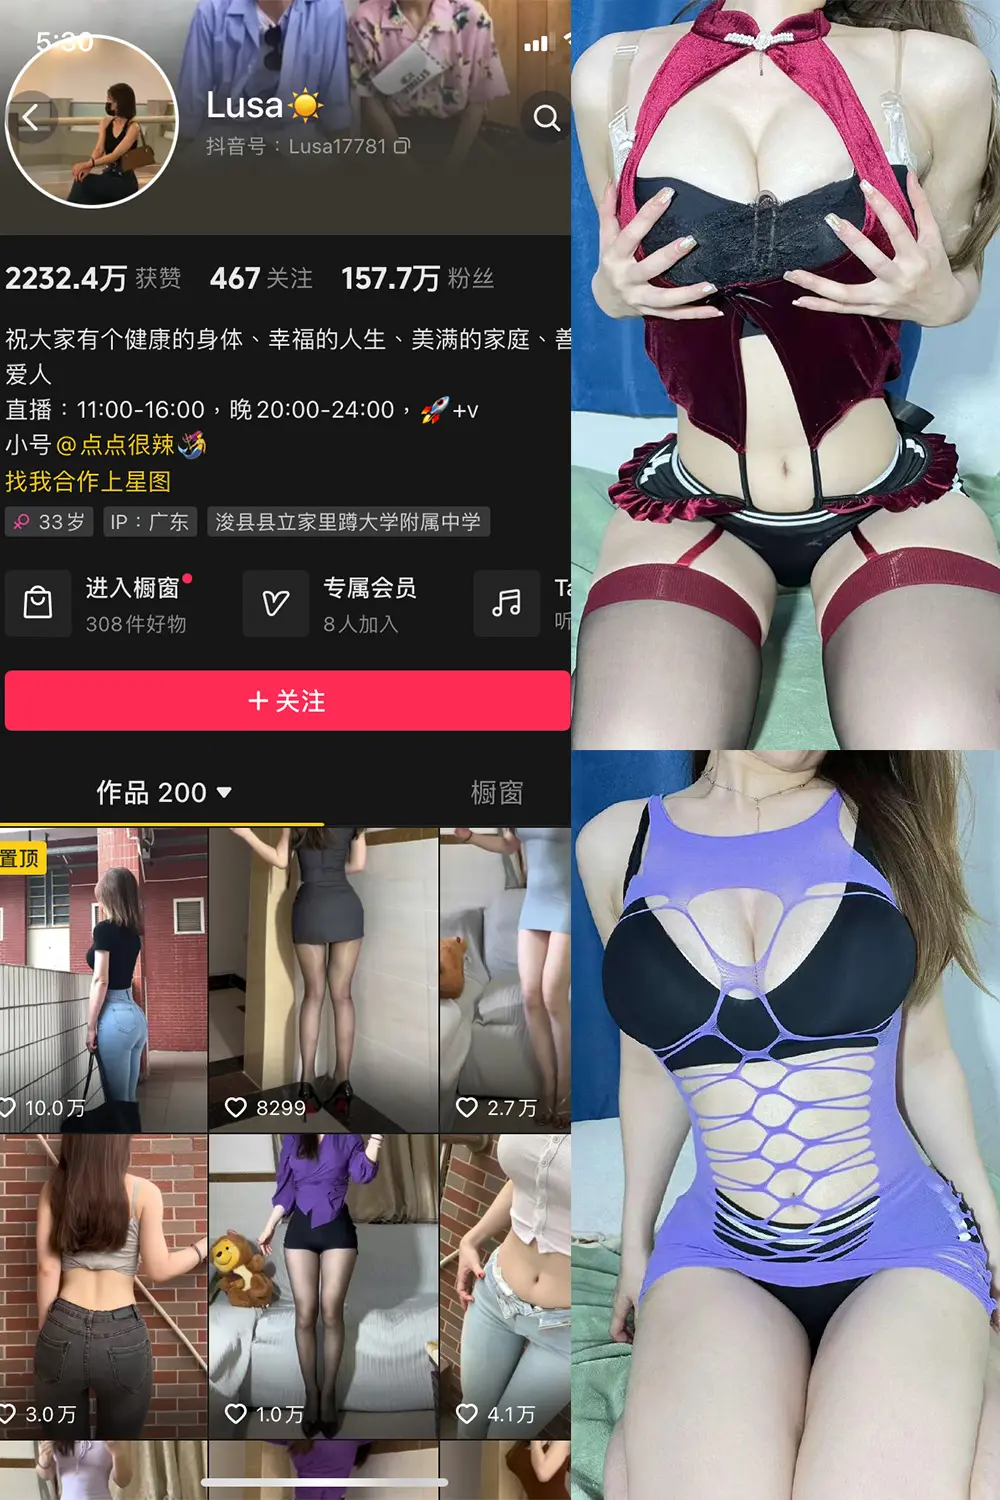 5:30
Lusa
抖音号：Lusa17781
2232.4万 获赞 467 关注 157.7万 粉丝
祝大家有个健康的身体、幸福的人生、美满的家庭、善
爱人
直播：11:00-16:00，晚20:00-24:00，🚀+v
小号@点点很辣
找我合作上星图
33岁 IP：广东 浚县县立家里蹲大学附属中学
进入橱窗 专属会员
308件好物 8人加入 听
+ 关注
作品 200 橱窗
置顶
10.0万 8299 2.7万
3.0万 1.0万 4.1万